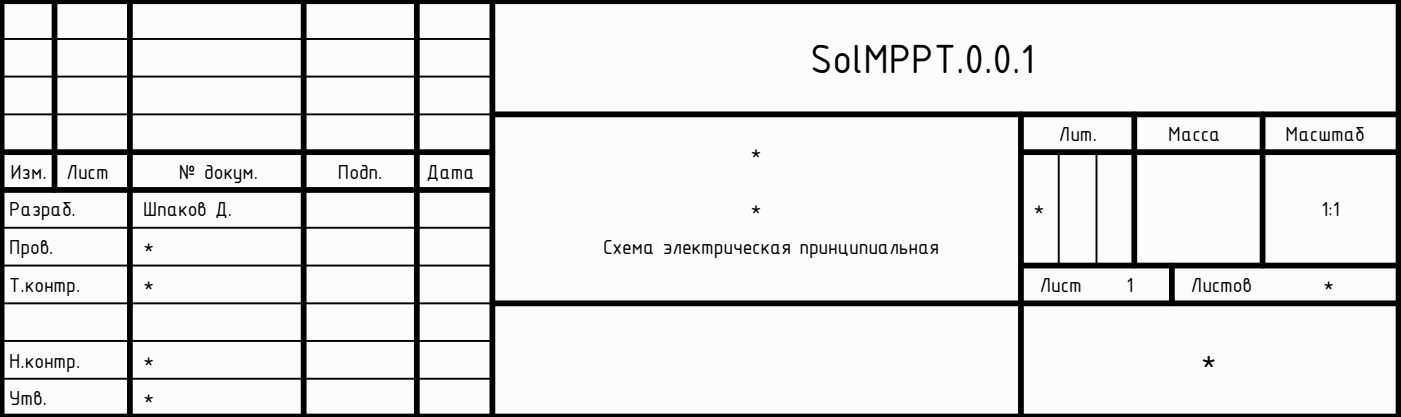 SolMPPT.0.0.1
*
*
Схема электрическая принципиальная
Лит. Масса Масштаб
* 1:1
Лист 1 Листов *
*
Изм. Лист № докум. Подп. Дата
Разраб. Шпаков Д.
Пров. *
Т.контр. *
Н.контр. *
Утв. *